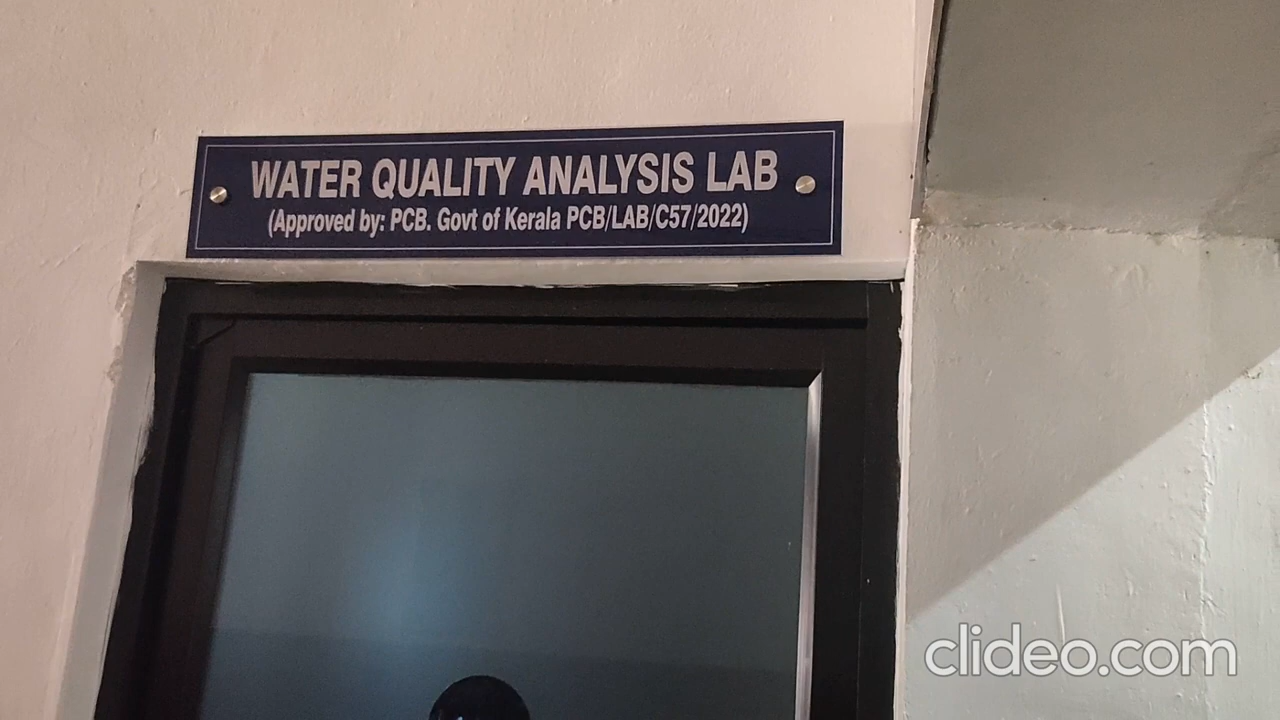 WATER QUALITY ANALYSIS LAB
(Approved by: PCB. Govt of Kerala PCB/LAB/C57/2022)
clideo.com